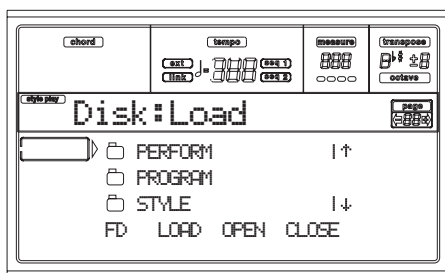 chord tempo measure transpose
ext seq 1
link seq 2
octave
style play page
Disk:Load
PERFORM
PROGRAM
STYLE
FD LOAD OPEN CLOSE